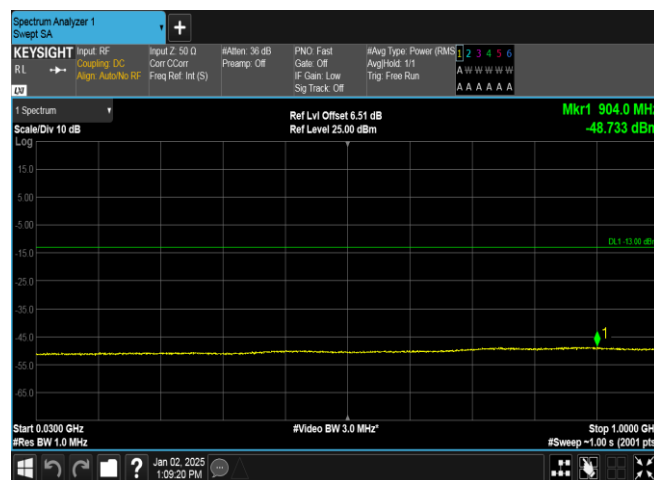 Spectrum Analyzer 1
Swept SA
+
KEYSIGHT Input: RF Input Z: 50 Ω #Atten: 36 dB PNO: Fast #Avg Type: Power (RMS 1 2 3 4 5 6
RL Coupling: DC Corr CCorr Preamp: Off Gate: Off Avg|Hold: 1/1 A W W W W W
Align: Auto/No RF Freq Ref: Int (S) IF Gain: Low Trig: Free Run
LXI Sig Track: Off A A A A A A
1 Spectrum Ref Lvl Offset 6.51 dB Mkr1 904.0 MHz
Scale/Div 10 dB Ref Level 25.00 dBm -48.733 dBm
Log
15.0
5.00
-5.00
DL1 -13.00 dBm
-15.0
-25.0
-35.0
1
-45.0
-55.0
-65.0
Start 0.0300 GHz #Video BW 3.0 MHz* Stop 1.0000 GH
#Res BW 1.0 MHz #Sweep ~1.00 s (2001 pts
? Jan 02, 2025
1:09:20 PM